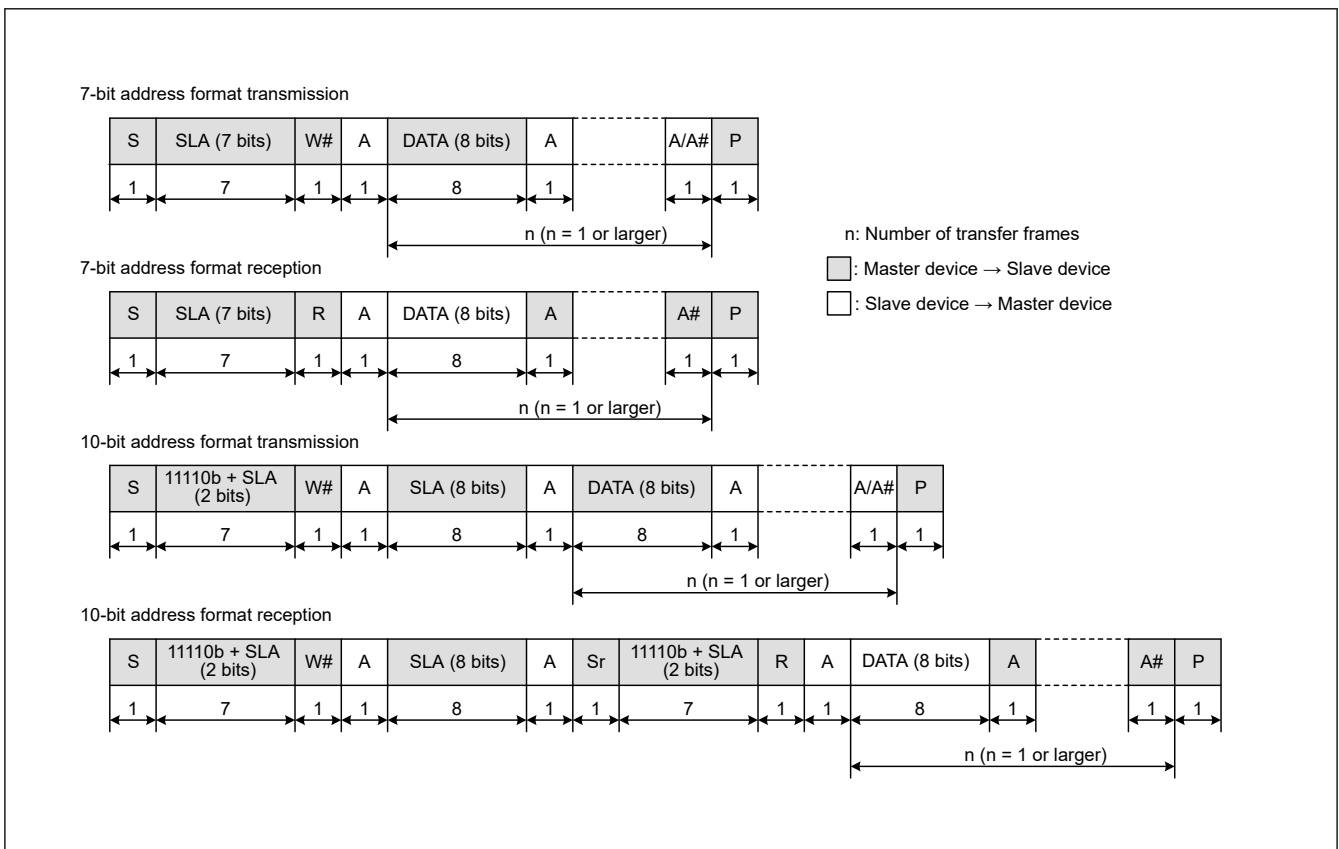 7-bit address format transmission
S SLA (7 bits) W# A DATA (8 bits) A A/A# P
1 7 1 1 8 1 1 1
n (n = 1 or larger)
n: Number of transfer frames
: Master device → Slave device
: Slave device → Master device
7-bit address format reception
S SLA (7 bits) R A DATA (8 bits) A A# P
1 7 1 1 8 1 1 1
n (n = 1 or larger)
10-bit address format transmission
S 11110b + SLA (2 bits) W# A SLA (8 bits) A DATA (8 bits) A A/A# P
1 7 1 1 8 1 8 1 1 1
n (n = 1 or larger)
10-bit address format reception
S 11110b + SLA (2 bits) W# A SLA (8 bits) A Sr 11110b + SLA (2 bits) R A DATA (8 bits) A A# P
1 7 1 1 8 1 1 7 1 1 8 1 1 1
n (n = 1 or larger)